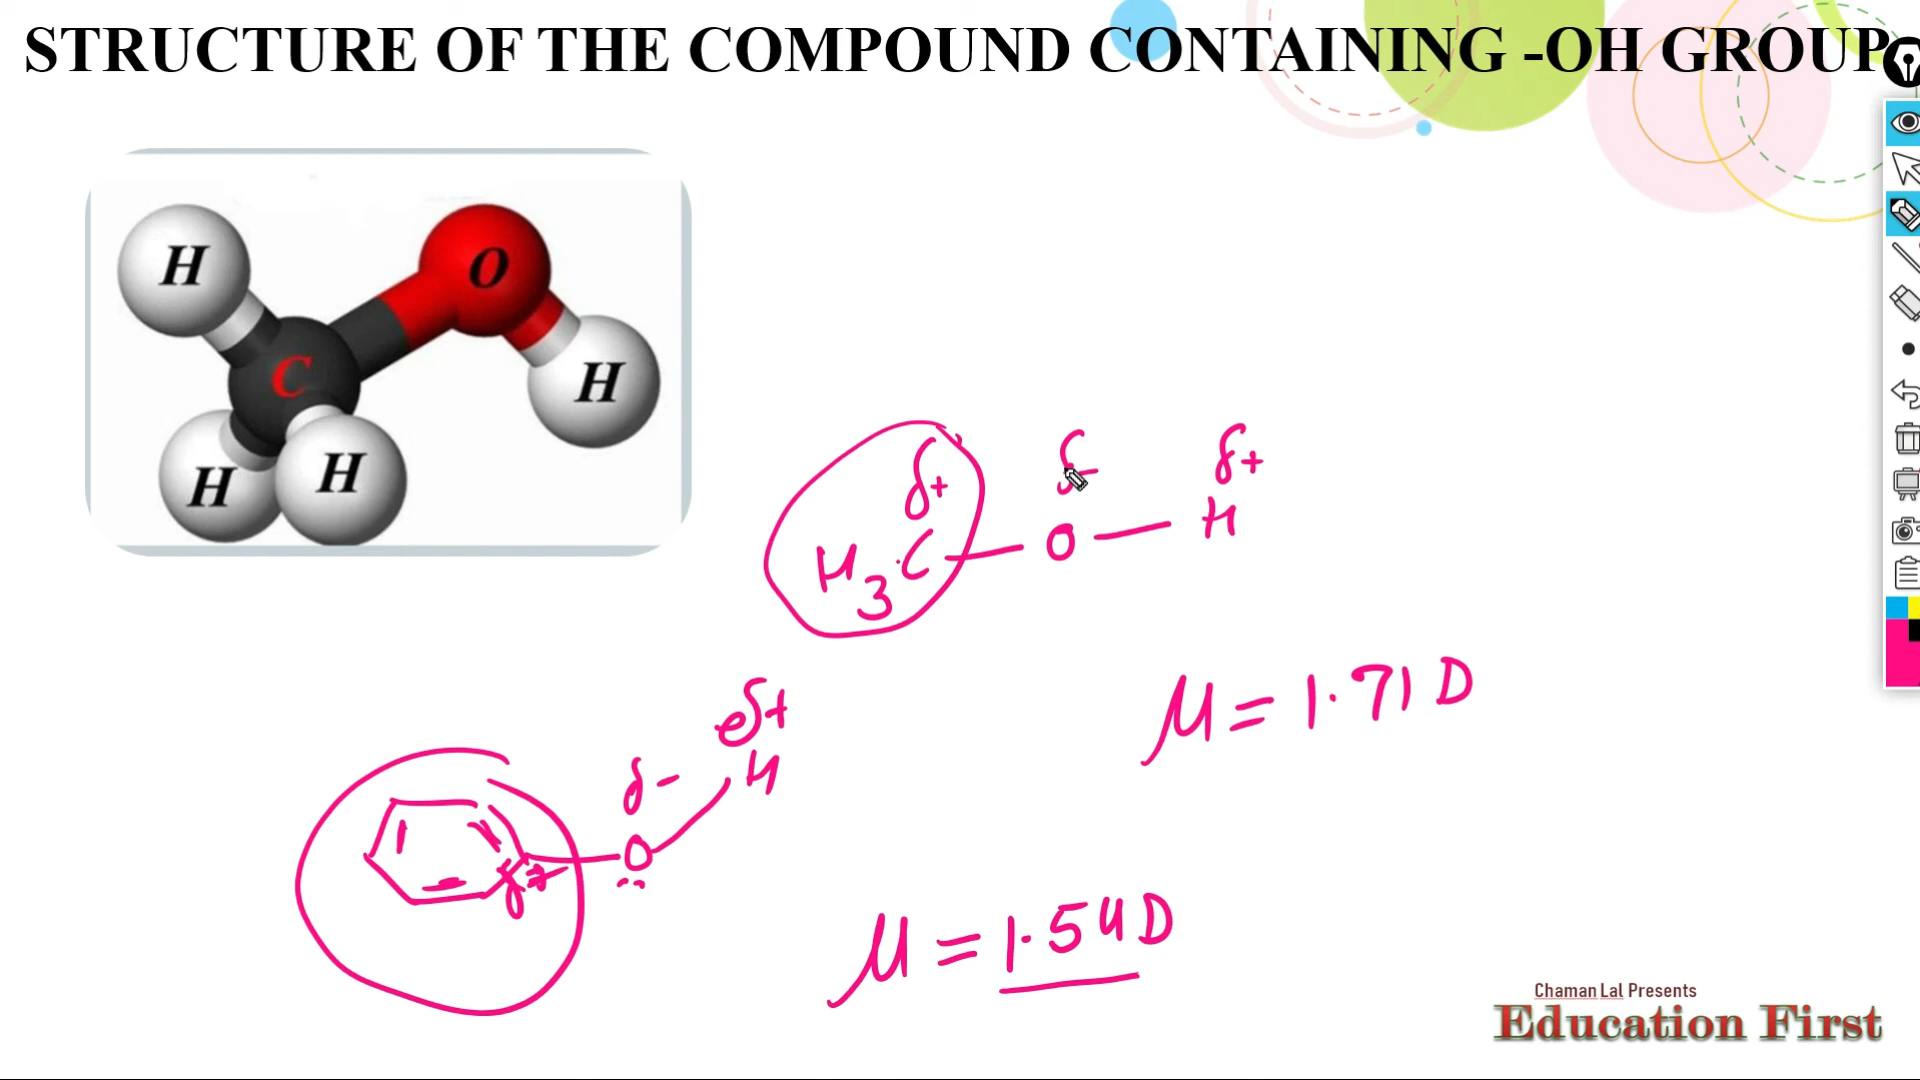 STRUCTURE OF THE COMPOUND CONTAINING -OH GROUP
H
O
C
H
H
H
δ+ δ- δ+
H3C — O — H
μ = 1.71 D
δ+
δ- H
O
μ = 1.54 D
Chaman Lal Presents
Education First